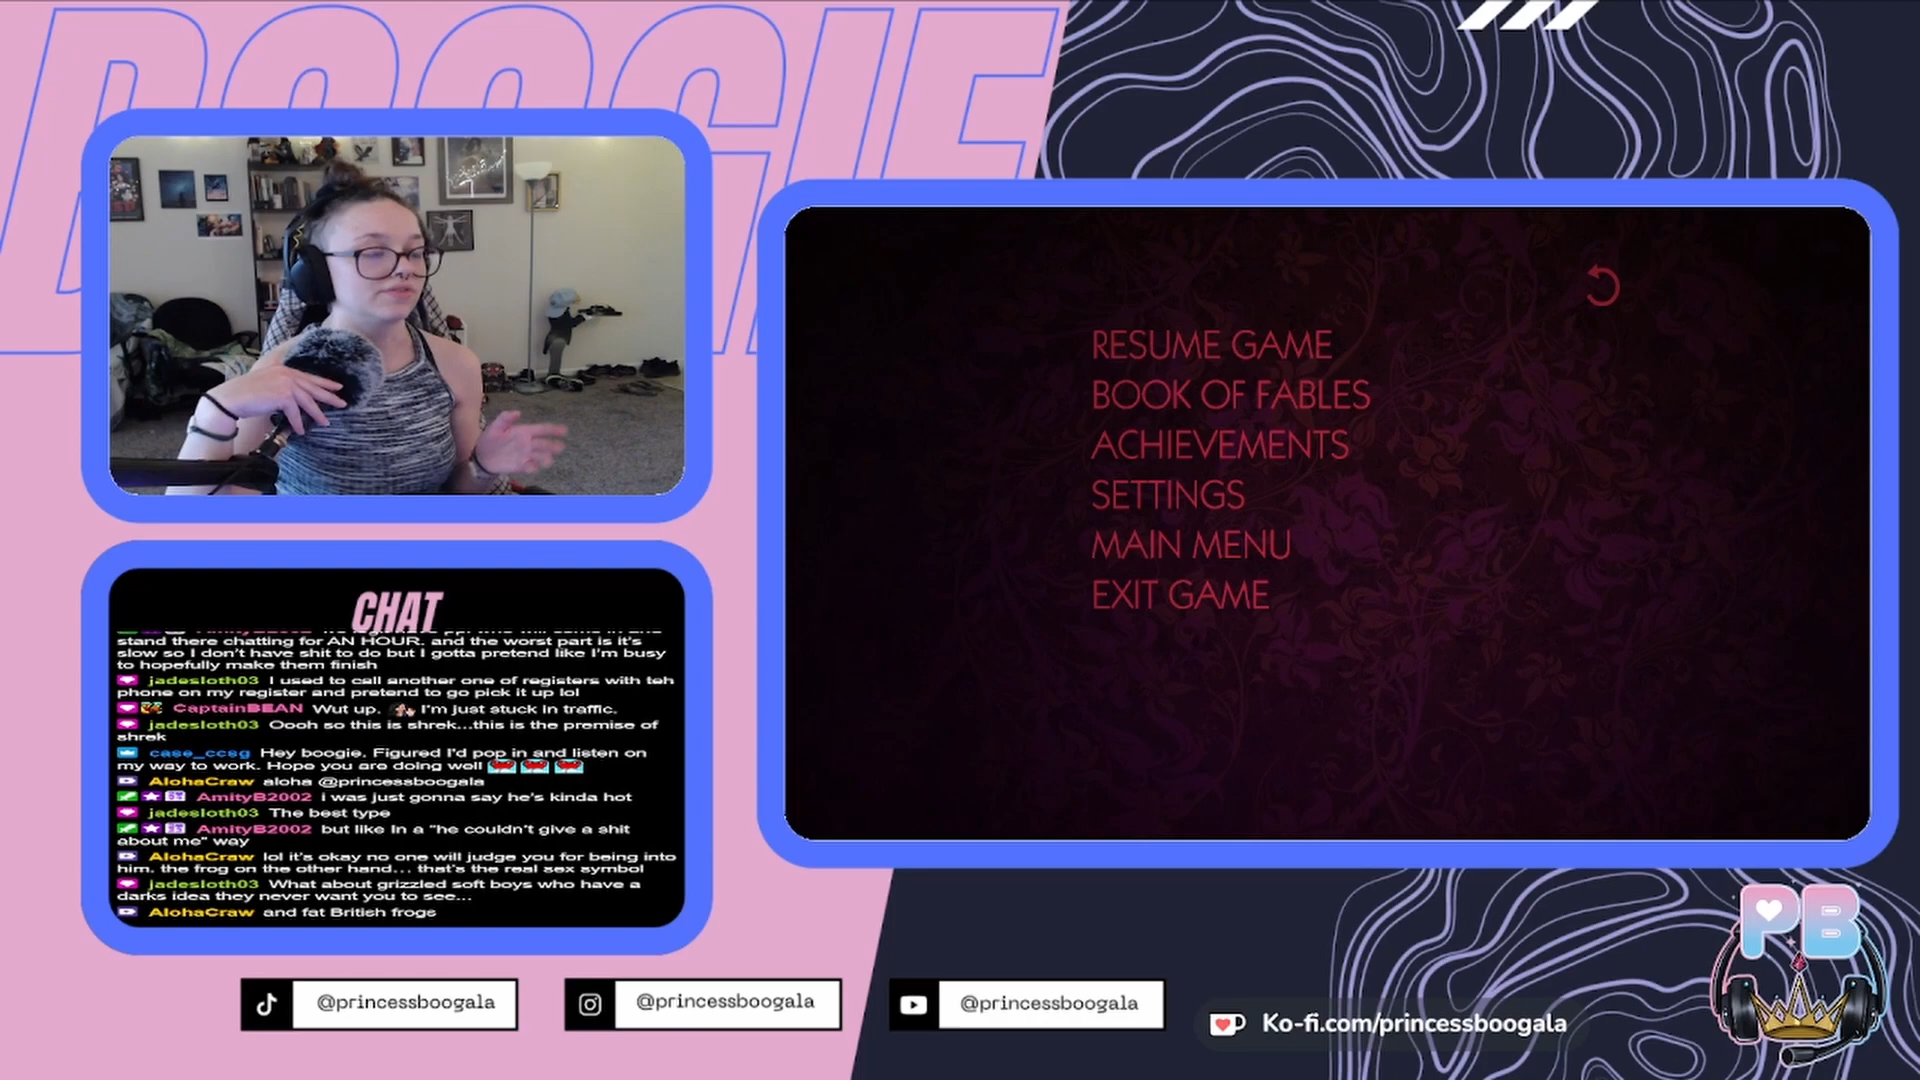 BOOGIE
CHAT
stand there chatting for AN HOUR. and the worst part is it's
slow so I don't have shit to do but I gotta pretend like I'm busy
to hopefully make them finish
jadesloth03 I used to call another one of registers with teh
phone on my register and pretend to go pick it up lol
CaptainBEAN Wut up. I'm just stuck in traffic.
jadesloth03 Oooh so this is shrek...this is the premise of
shrek
case_ccsg Hey boogie. Figured I'd pop in and listen on
my way to work. Hope you are doing well
AlohaCraw aloha @princessboogala
AmityB2002 i was just gonna say he's kinda hot
jadesloth03 The best type
AmityB2002 but like In a "he couldn't give a shit
about me" way
AlohaCraw lol it's okay no one will judge you for being into
him. the frog on the other hand... that's the real sex symbol
jadesloth03 What about grizzled soft boys who have a
darks idea they never want you to see...
AlohaCraw and fat British frogs
RESUME GAME
BOOK OF FABLES
ACHIEVEMENTS
SETTINGS
MAIN MENU
EXIT GAME
@princessboogala
@princessboogala
@princessboogala
Ko-fi.com/princessboogala
PB